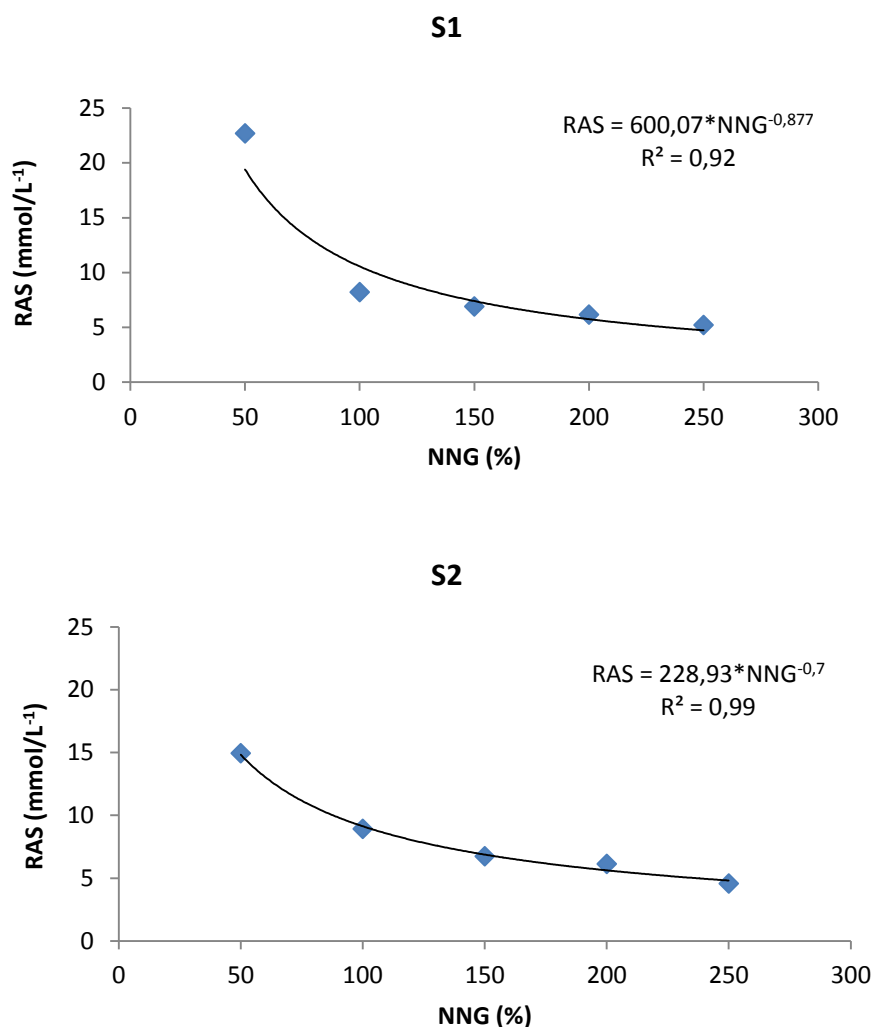 S1
25
20
15
10
5
0
RAS (mmol/L⁻¹)
RAS = 600,07*NNG⁻⁰,⁸⁷⁷
R² = 0,92
0 50 100 150 200 250 300
NNG (%)
S2
25
20
15
10
5
0
RAS (mmol/L⁻¹)
RAS = 228,93*NNG⁻⁰,⁷
R² = 0,99
0 50 100 150 200 250 300
NNG (%)